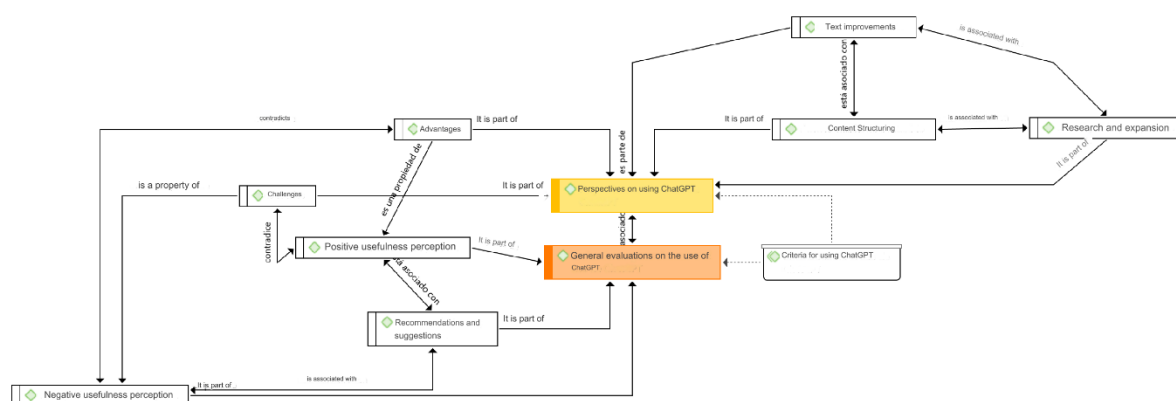 Text improvements
is associated with
está asociado con
contradicts
Advantages
It is part of
It is part of
Content Structuring
is associated with
Research and expansion
It is part of
es parte de
es una propiedad de
is a property of
Challenges
It is part of
Perspectives on using ChatGPT
contradice
Positive usefulness perception
It is part of
asociado
General evaluations on the use of
ChatGPT
Criteria for using ChatGPT
está asociado con
Recommendations and
suggestions
It is part of
is associated with
It is part of
Negative usefulness perception